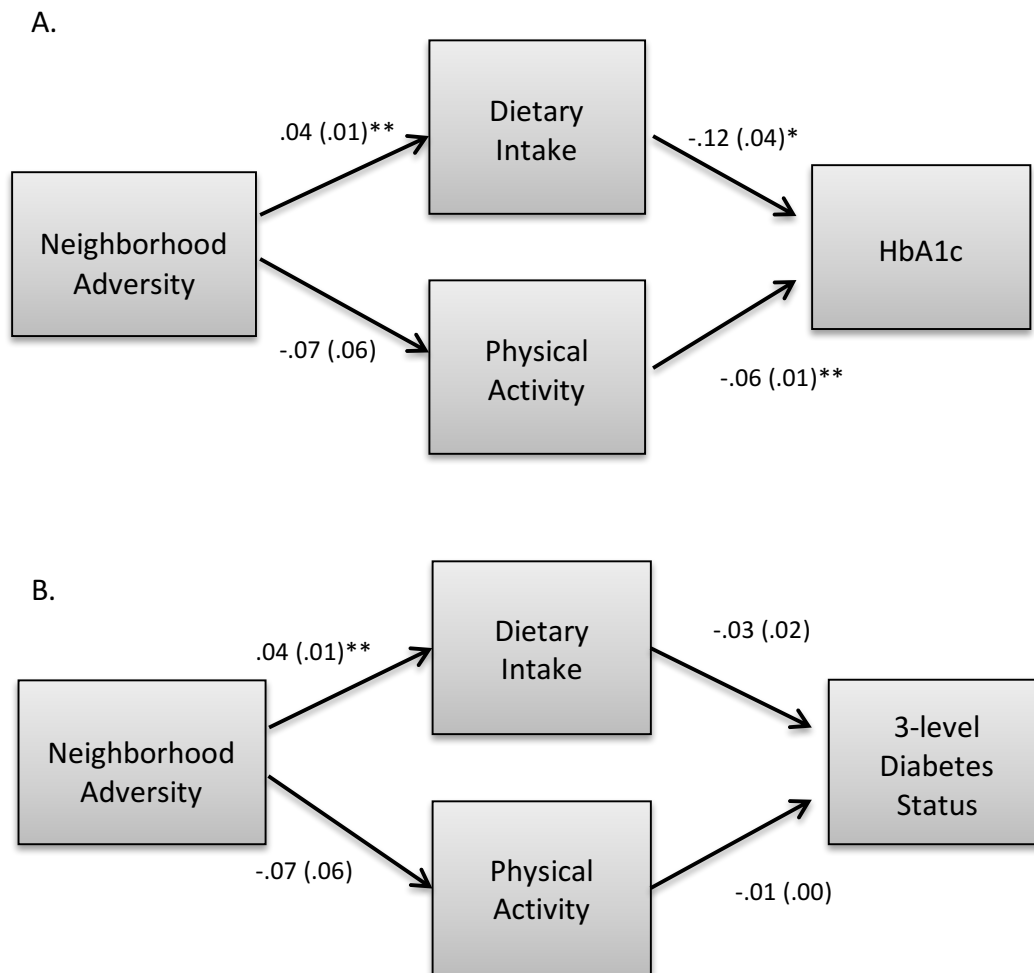 A.
Dietary
Intake
.04 (.01)**
-.12 (.04)*
Neighborhood
Adversity
HbA1c
-.07 (.06)
Physical
Activity
-.06 (.01)**
B.
Dietary
Intake
.04 (.01)**
-.03 (.02)
Neighborhood
Adversity
3-level
Diabetes
Status
-.07 (.06)
Physical
Activity
-.01 (.00)